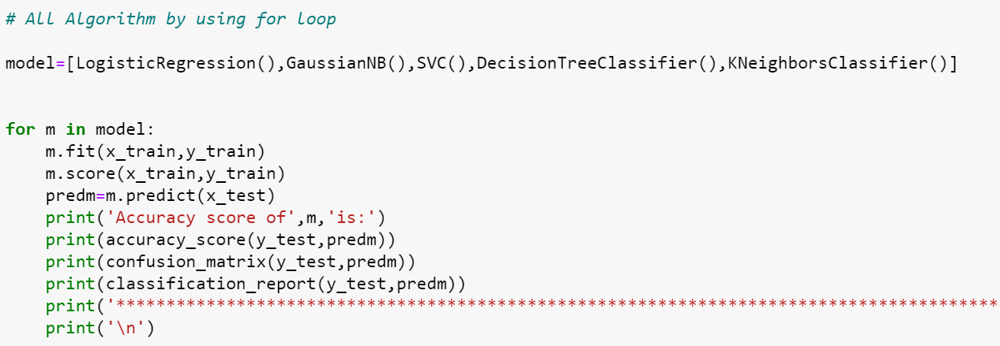 # All Algorithm by using for loop
model=[LogisticRegression(),GaussianNB(),SVC(),DecisionTreeClassifier(),KNeighborsClassifier()]
for m in model:
    m.fit(x_train,y_train)
    m.score(x_train,y_train)
    predm=m.predict(x_test)
    print('Accuracy score of',m,'is:')
    print(accuracy_score(y_test,predm))
    print(confusion_matrix(y_test,predm))
    print(classification_report(y_test,predm))
    print('****************************************************************************************
    print('\n')